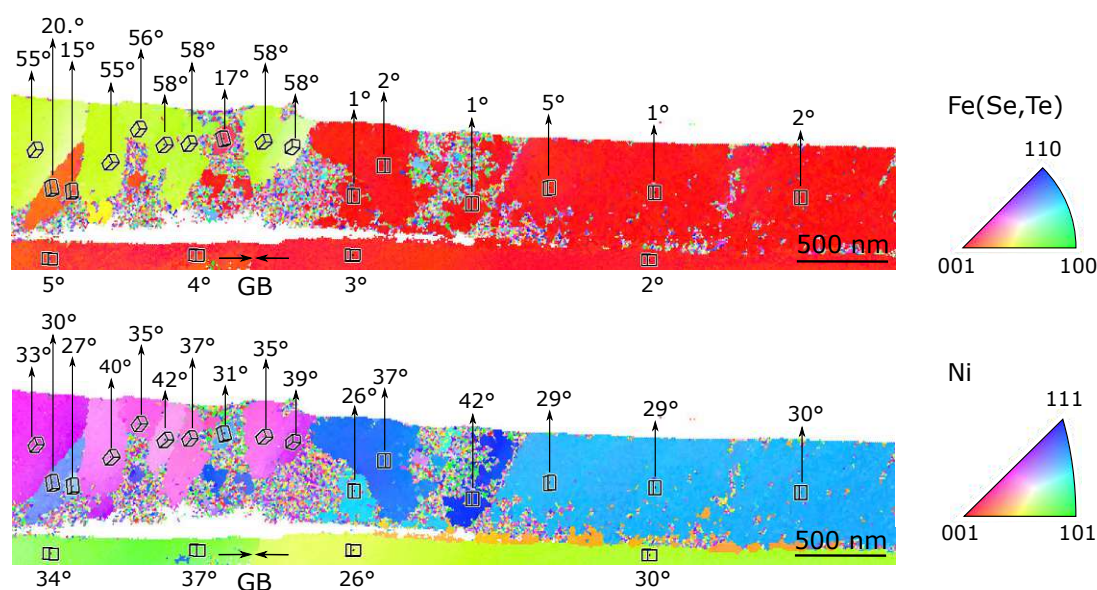 20.°
55° 15° 55° 56° 58° 58° 17° 58° 58° 1° 2° 1° 5° 1° 2°
500 nm
5° 4° GB 3° 2°
Fe(Se,Te)
110
001 100
30°
33° 27° 40° 35° 42° 37° 31° 35° 39° 26° 37° 42° 29° 29° 30°
500 nm
34° 37° GB 26° 30°
Ni
111
001 101